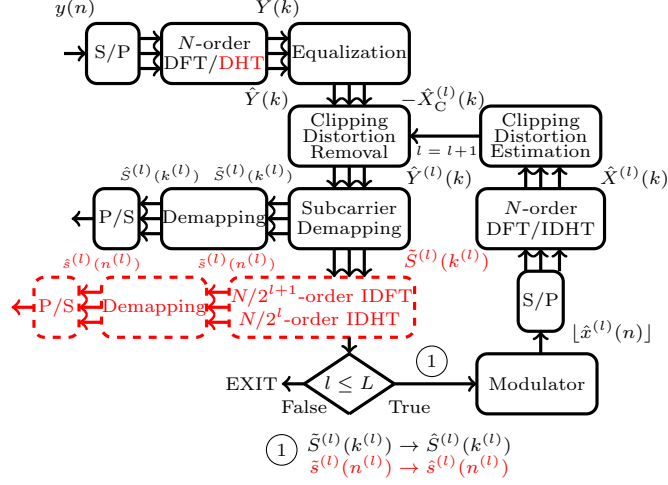 y(n)
Y(k)
S/P
N-order
DFT/DHT
Equalization
Ŷ(k)
−X̂_C^{(l)}(k)
Clipping
Distortion
Removal
l = l+1
Clipping
Distortion
Estimation
Ŝ^{(l)}(k^{(l)})
S̃^{(l)}(k^{(l)})
Ŷ^{(l)}(k)
X̂^{(l)}(k)
P/S
Demapping
Subcarrier
Demapping
N-order
DFT/IDHT
ŝ^{(l)}(n^{(l)})
s̃^{(l)}(n^{(l)})
S̃^{(l)}(k^{(l)})
P/S
Demapping
N/2^{l+1}-order IDFT
N/2^l-order IDHT
S/P
⌊x̂^{(l)}(n)⌋
EXIT
l ≤ L
1
Modulator
False
True
1
S̃^{(l)}(k^{(l)}) → Ŝ^{(l)}(k^{(l)})
s̃^{(l)}(n^{(l)}) → ŝ^{(l)}(n^{(l)})